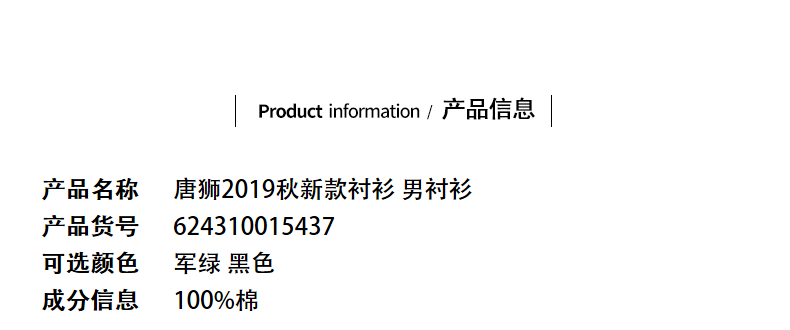 Product information / 产品信息
产品名称 唐狮2019秋新款衬衫 男衬衫
产品货号 624310015437
可选颜色 军绿 黑色
成分信息 100%棉